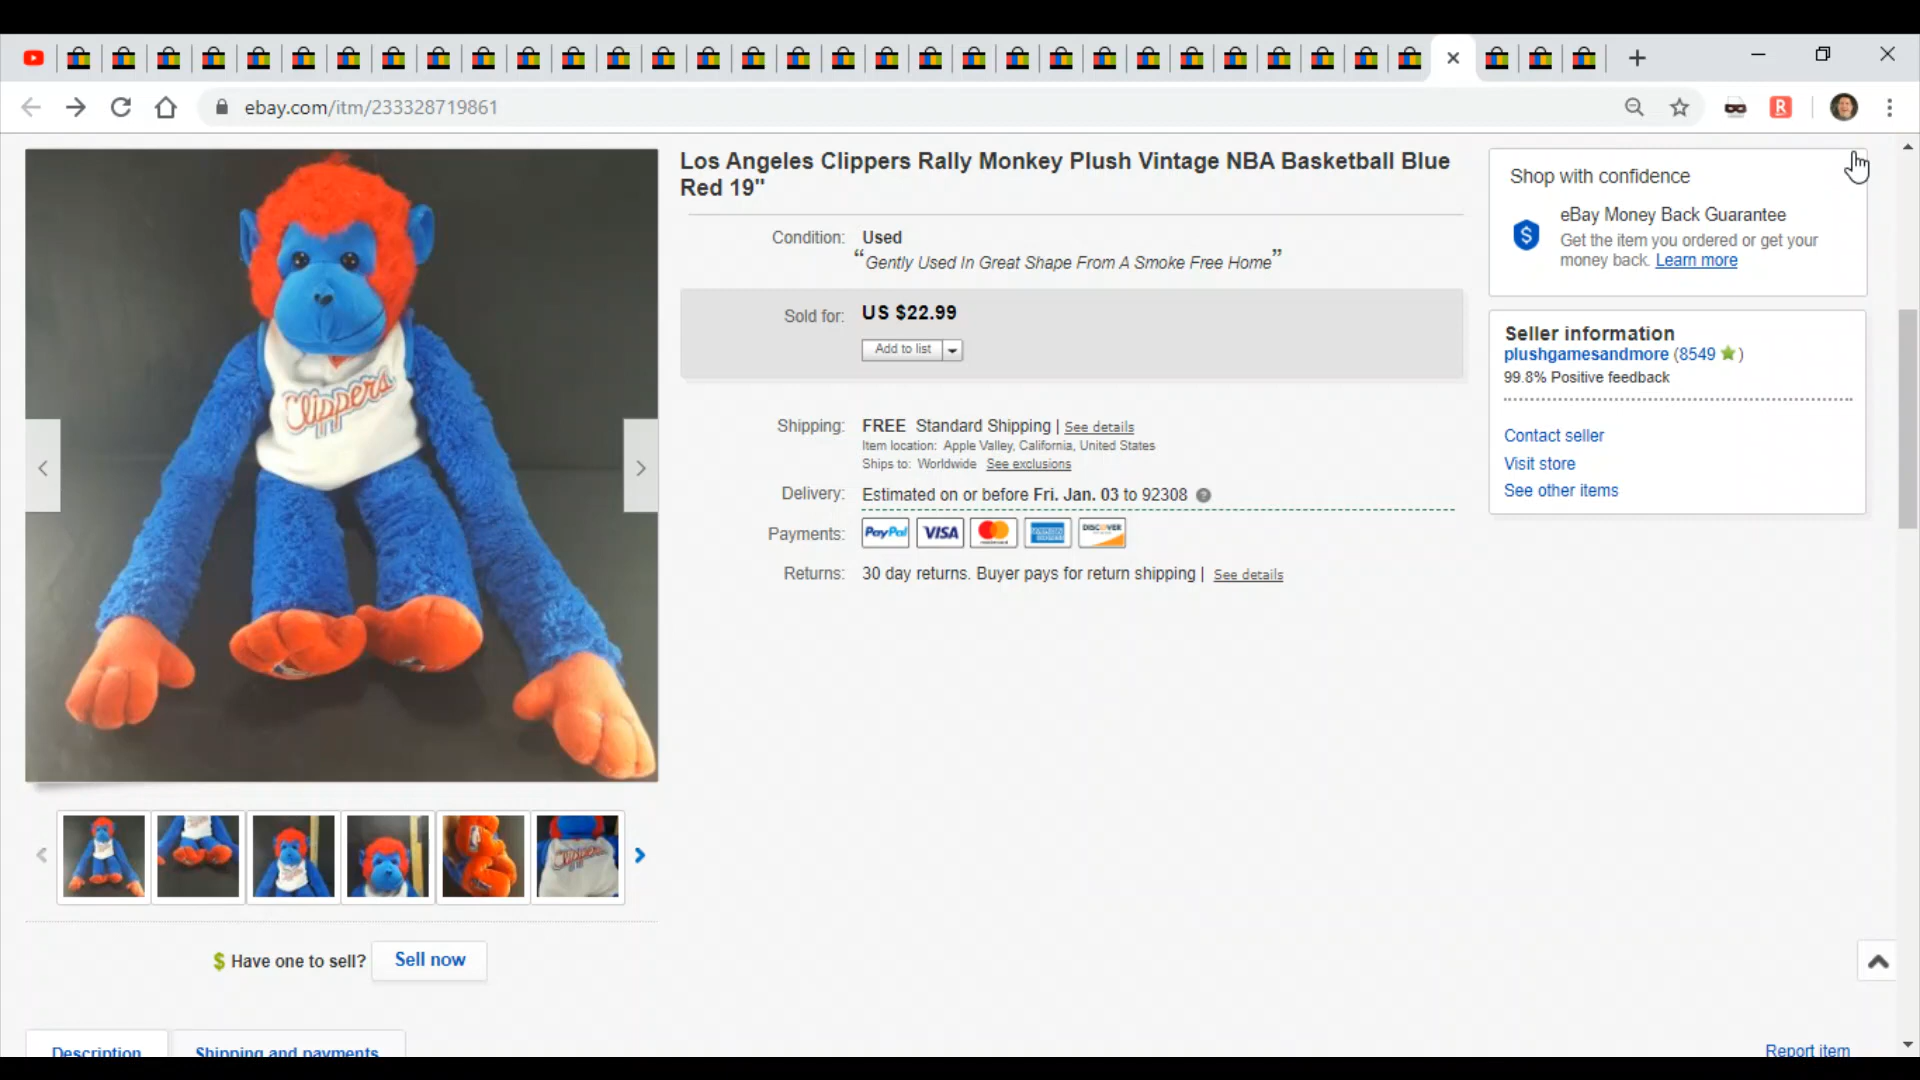 ebay.com/itm/233328719861
Los Angeles Clippers Rally Monkey Plush Vintage NBA Basketball Blue
Red 19"
Condition: Used
“Gently Used In Great Shape From A Smoke Free Home”
Sold for: US $22.99
Add to list
Shipping: FREE Standard Shipping | See details
Item location: Apple Valley, California, United States
Ships to: Worldwide See exclusions
Delivery: Estimated on or before Fri. Jan. 03 to 92308
Payments: PayPal VISA DISCOVER
Returns: 30 day returns. Buyer pays for return shipping | See details
Shop with confidence
eBay Money Back Guarantee
Get the item you ordered or get your
money back. Learn more
Seller information
plushgamesandmore (8549)
99.8% Positive feedback
Contact seller
Visit store
See other items
Clippers
Clippers
$ Have one to sell? Sell now
Description Shipping and payments
Report item